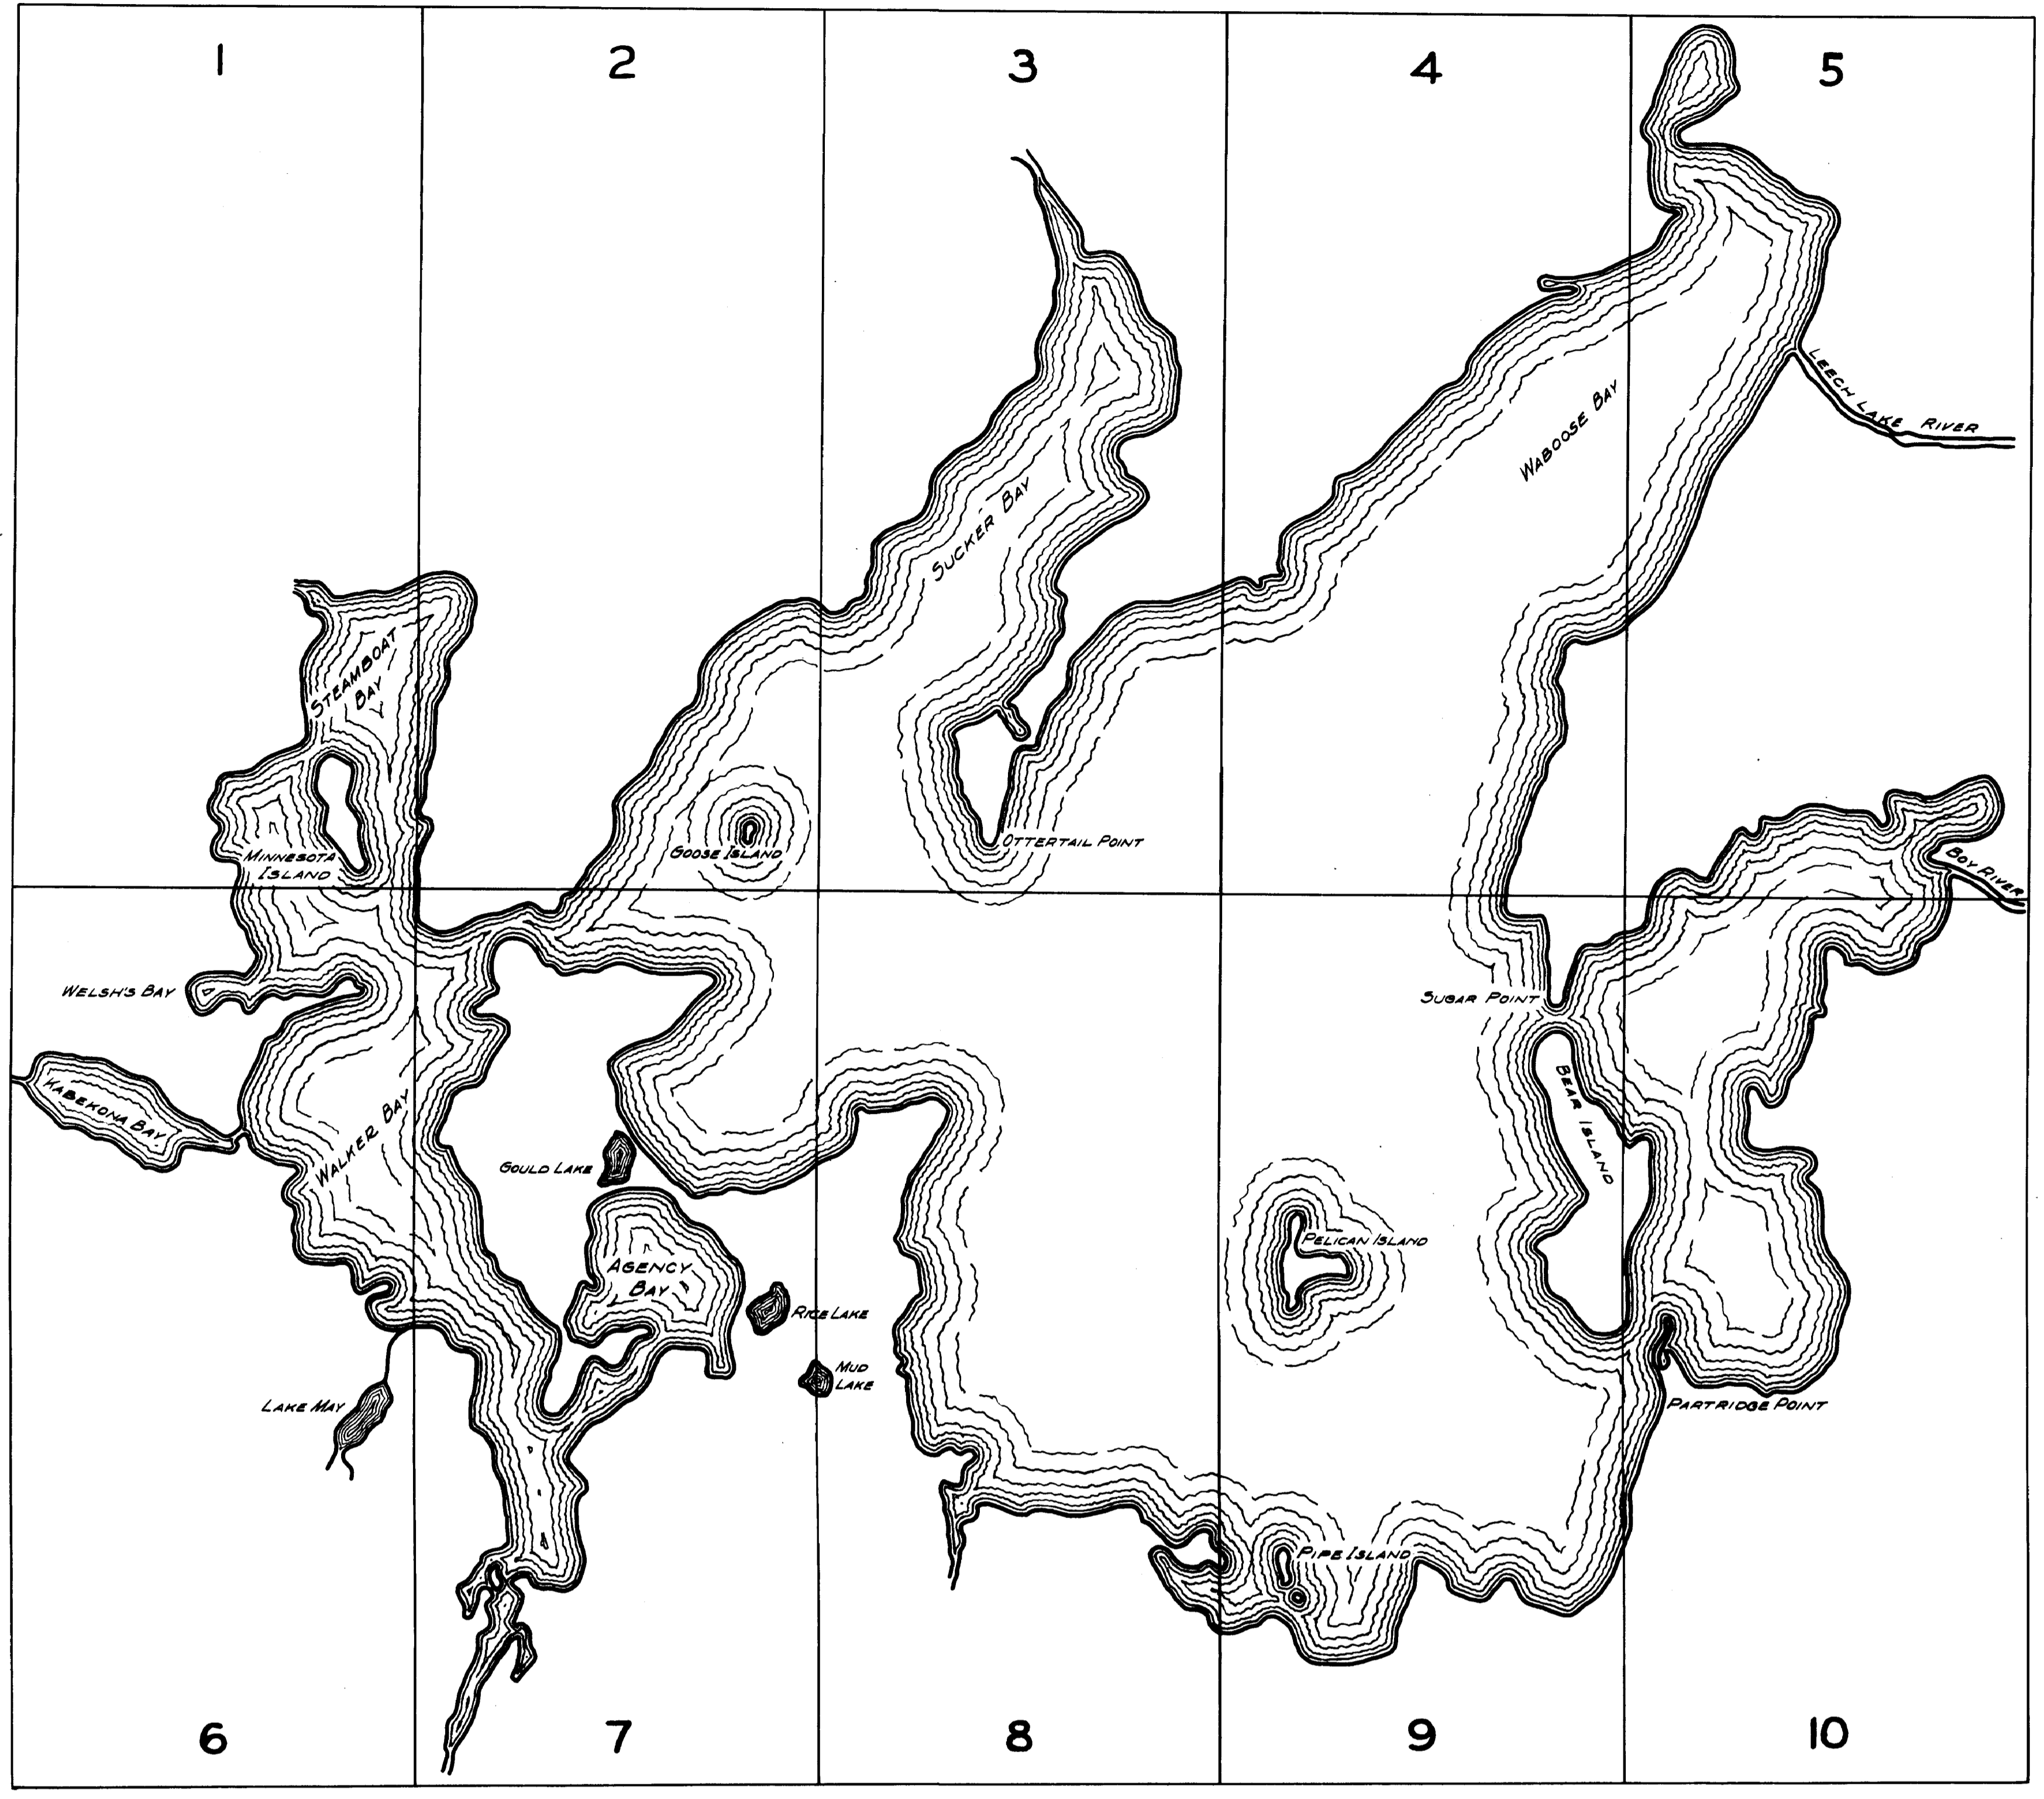 1
2
3
4
5
LEECH LAKE RIVER
WABOOSE BAY
SUCKER BAY
STEAMBOAT
BAY
GOOSE ISLAND
OTTERTAIL POINT
MINNESOTA
ISLAND
BOY RIVER
WELSH'S BAY
SUGAR POINT
KABEKONA BAY
WALKER BAY
BEAR ISLAND
GOULD LAKE
PELICAN ISLAND
AGENCY
BAY
RICE LAKE
MUD
LAKE
LAKE MAY
PARTRIDGE POINT
PIPE ISLAND
6
7
8
9
10